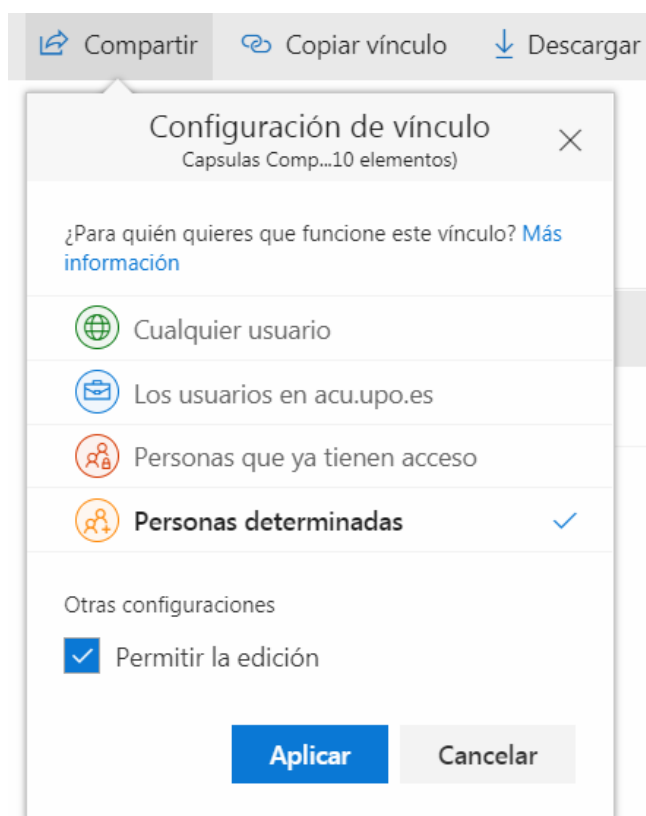 Compartir Copiar vínculo Descargar
Configuración de vínculo
Capsulas Comp...10 elementos)
¿Para quién quieres que funcione este vínculo? Más
información
Cualquier usuario
Los usuarios en acu.upo.es
Personas que ya tienen acceso
Personas determinadas
Otras configuraciones
Permitir la edición
Aplicar Cancelar